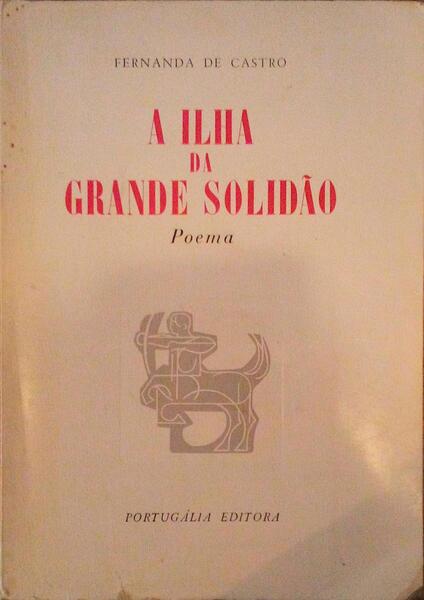 FERNANDA DE CASTRO
A ILHA
DA
GRANDE SOLIDÃO
Poema
PORTUGÁLIA EDITORA